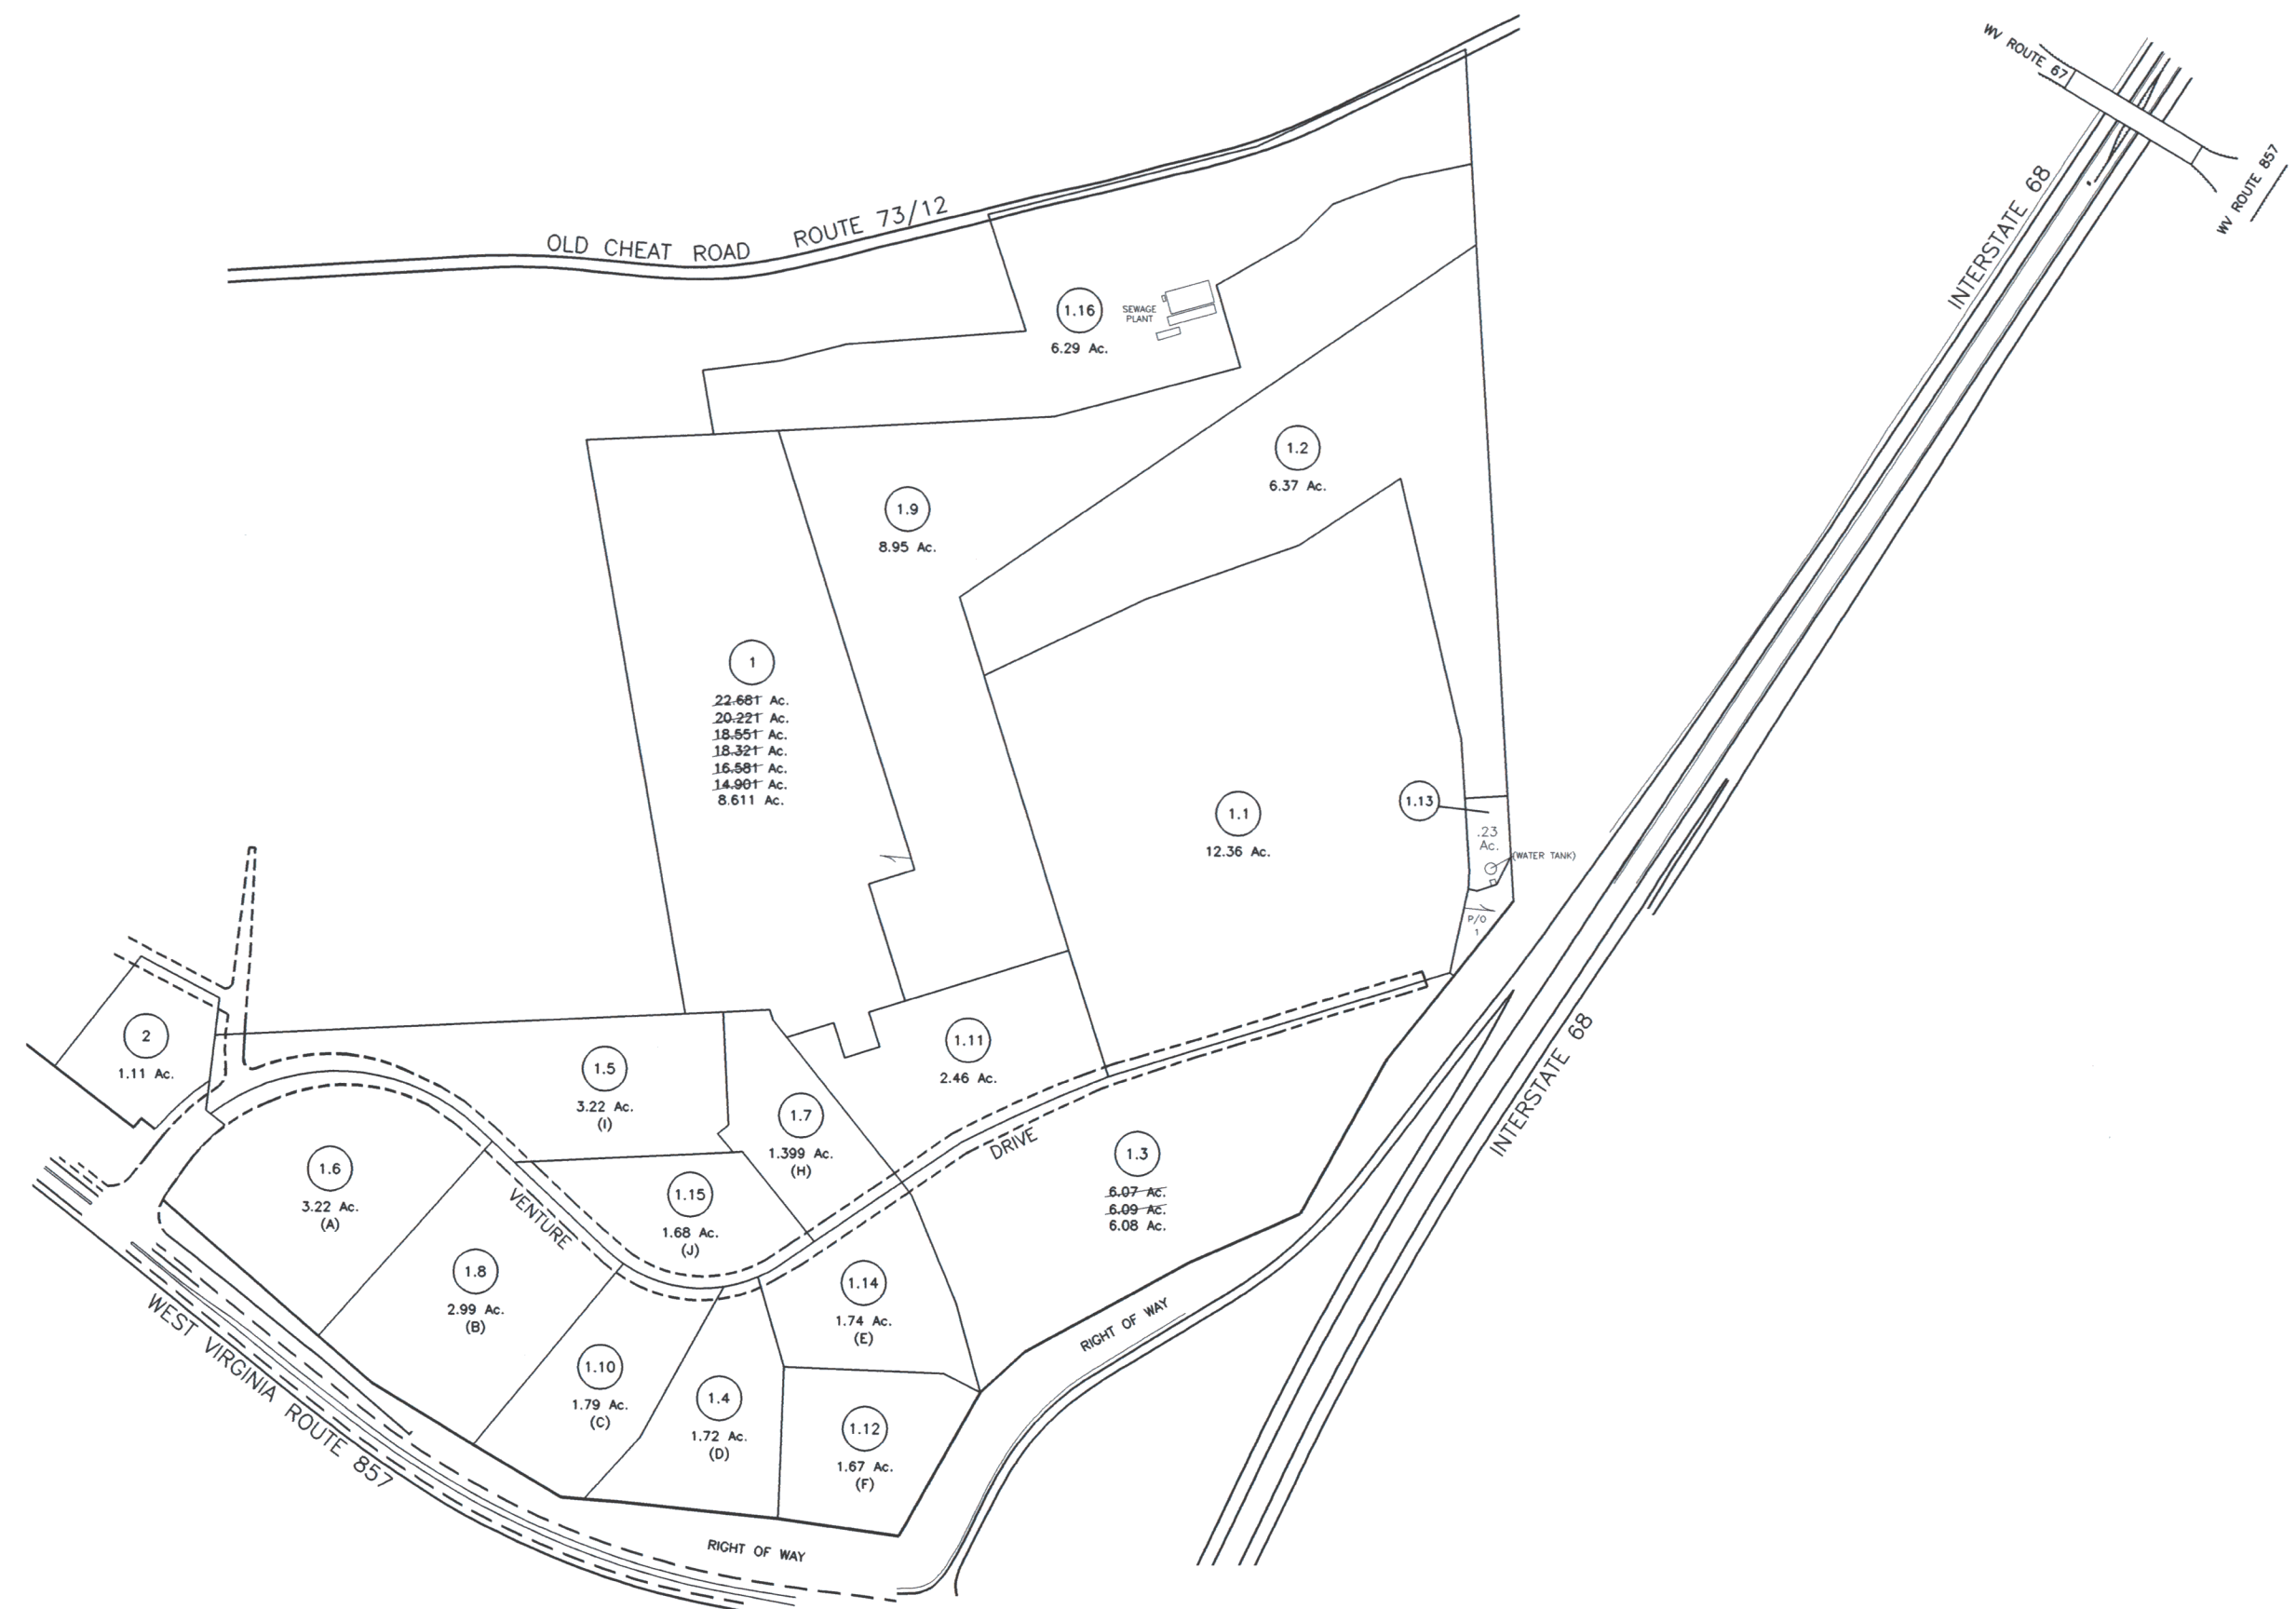 WV ROUTE 67
WV ROUTE 857
INTERSTATE 68
OLD CHEAT ROAD ROUTE 73/12
1.16
6.29 Ac.
SEWAGE
PLANT
1.2
6.37 Ac.
1.9
8.95 Ac.
1
22.681 Ac.
20.221 Ac.
18.551 Ac.
18.321 Ac.
16.581 Ac.
14.901 Ac.
8.611 Ac.
1.1
12.36 Ac.
1.13
.23
Ac.
(WATER TANK)
P/O
1
2
1.11 Ac.
1.5
3.22 Ac.
(I)
1.11
2.46 Ac.
1.7
1.399 Ac.
(H)
INTERSTATE 68
1.6
3.22 Ac.
(A)
1.15
1.68 Ac.
(J)
VENTURE
DRIVE
1.3
6.07 Ac.
6.09 Ac.
6.08 Ac.
1.8
2.99 Ac.
(B)
1.14
1.74 Ac.
(E)
1.10
1.79 Ac.
(C)
1.4
1.72 Ac.
(D)
1.12
1.67 Ac.
(F)
RIGHT OF WAY
WEST VIRGINIA ROUTE 857
RIGHT OF WAY